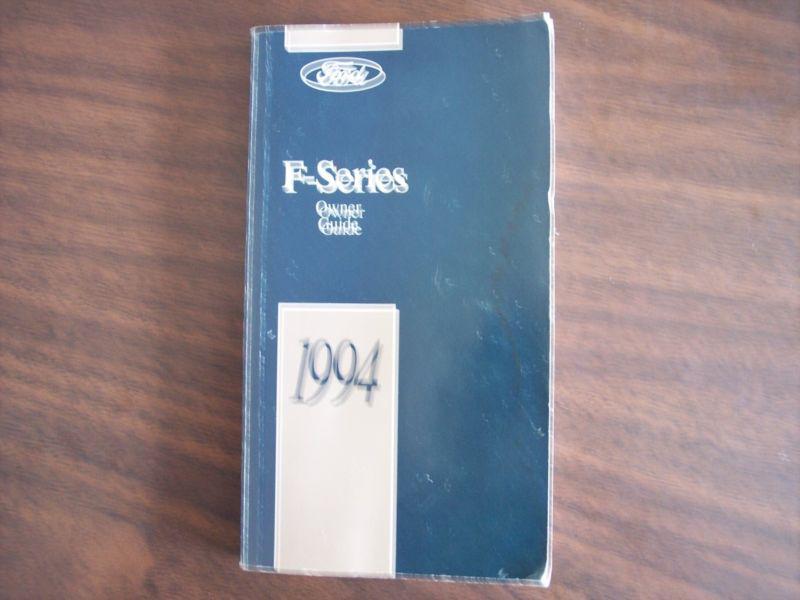 Ford
F-Series
Owner
Guide
1994